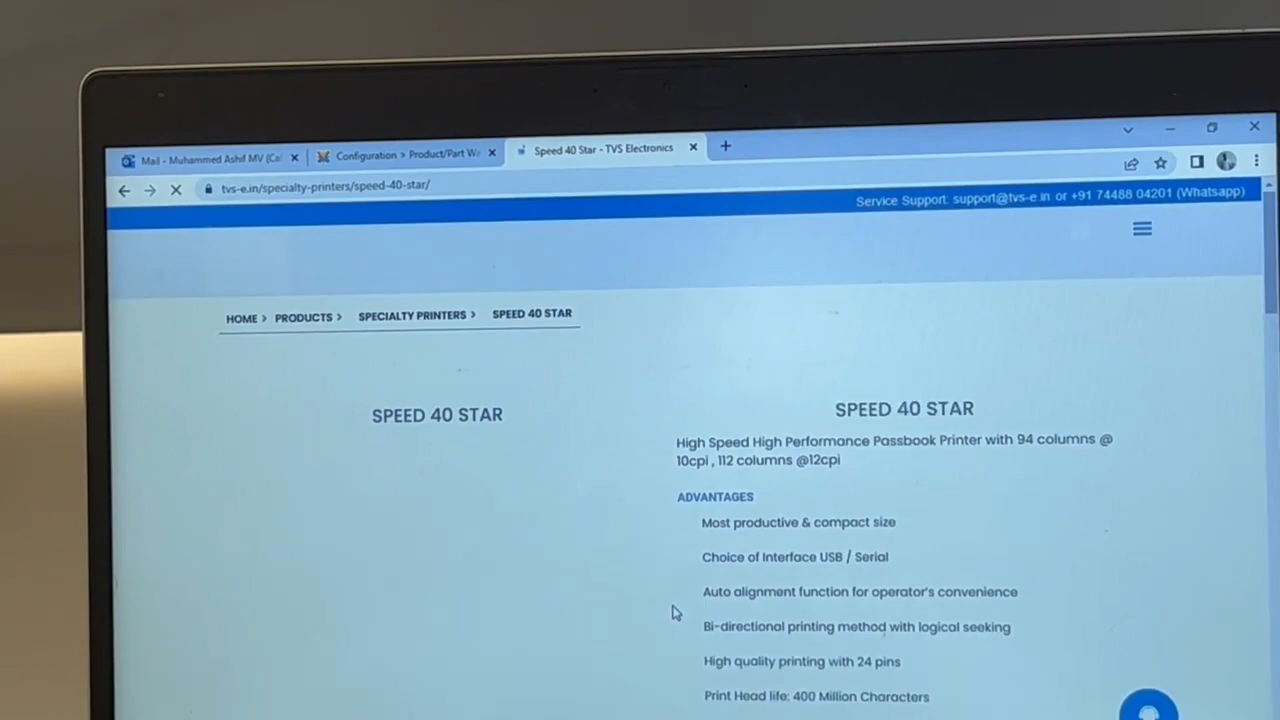 Mail - Muhammed Ashif MV (Cal
Configuration > Product/Part Wa
Speed 40 Star - TVS Electronics
tvs-e.in/specialty-printers/speed-40-star/
Service Support: support@tvs-e.in or +91 74488 04201 (Whatsapp)
HOME > PRODUCTS > SPECIALTY PRINTERS > SPEED 40 STAR
SPEED 40 STAR
SPEED 40 STAR
High Speed High Performance Passbook Printer with 94 columns @
10cpi , 112 columns @12cpi
ADVANTAGES
Most productive & compact size
Choice of Interface USB / Serial
Auto alignment function for operator's convenience
Bi-directional printing method with logical seeking
High quality printing with 24 pins
Print Head life: 400 Million Characters